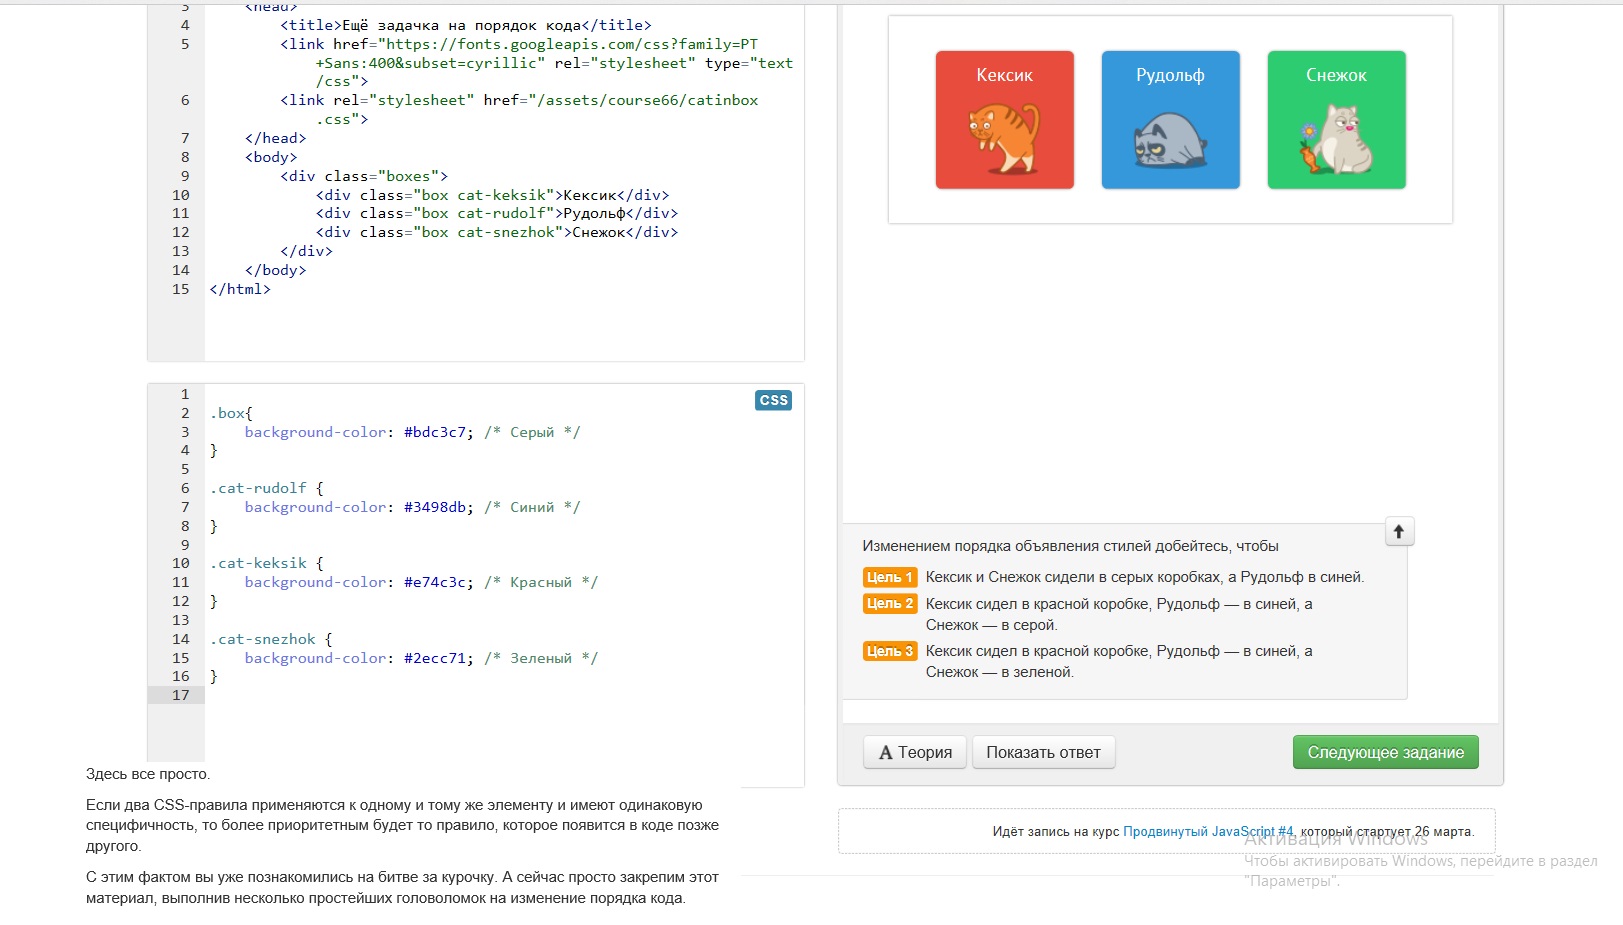 3 <head>
4 <title>Ещё задачка на порядок кода</title>
5 <link href="https://fonts.googleapis.com/css?family=PT
+Sans:400&subset=cyrillic" rel="stylesheet" type="text
/css">
6 <link rel="stylesheet" href="/assets/course66/catinbox
.css">
7 </head>
8 <body>
9 <div class="boxes">
10 <div class="box cat-keksik">Кексик</div>
11 <div class="box cat-rudolf">Рудольф</div>
12 <div class="box cat-snezhok">Снежок</div>
13 </div>
14 </body>
15 </html>
CSS
1
2 .box{
3 background-color: #bdc3c7; /* Серый */
4 }
5
6 .cat-rudolf {
7 background-color: #3498db; /* Синий */
8 }
9
10 .cat-keksik {
11 background-color: #e74c3c; /* Красный */
12 }
13
14 .cat-snezhok {
15 background-color: #2ecc71; /* Зеленый */
16 }
17
Здесь все просто.
Если два CSS-правила применяются к одному и тому же элементу и имеют одинаковую
специфичность, то более приоритетным будет то правило, которое появится в коде позже
другого.
С этим фактом вы уже познакомились на битве за курочку. А сейчас просто закрепим этот
материал, выполнив несколько простейших головоломок на изменение порядка кода.
Кексик Рудольф Снежок
Изменением порядка объявления стилей добейтесь, чтобы
Цель 1 Кексик и Снежок сидели в серых коробках, а Рудольф в синей.
Цель 2 Кексик сидел в красной коробке, Рудольф — в синей, а
Снежок — в серой.
Цель 3 Кексик сидел в красной коробке, Рудольф — в синей, а
Снежок — в зеленой.
A Теория Показать ответ Следующее задание
Идёт запись на курс Продвинутый JavaScript #4, который стартует 26 марта.
Активация Windows
Чтобы активировать Windows, перейдите в раздел
"Параметры".